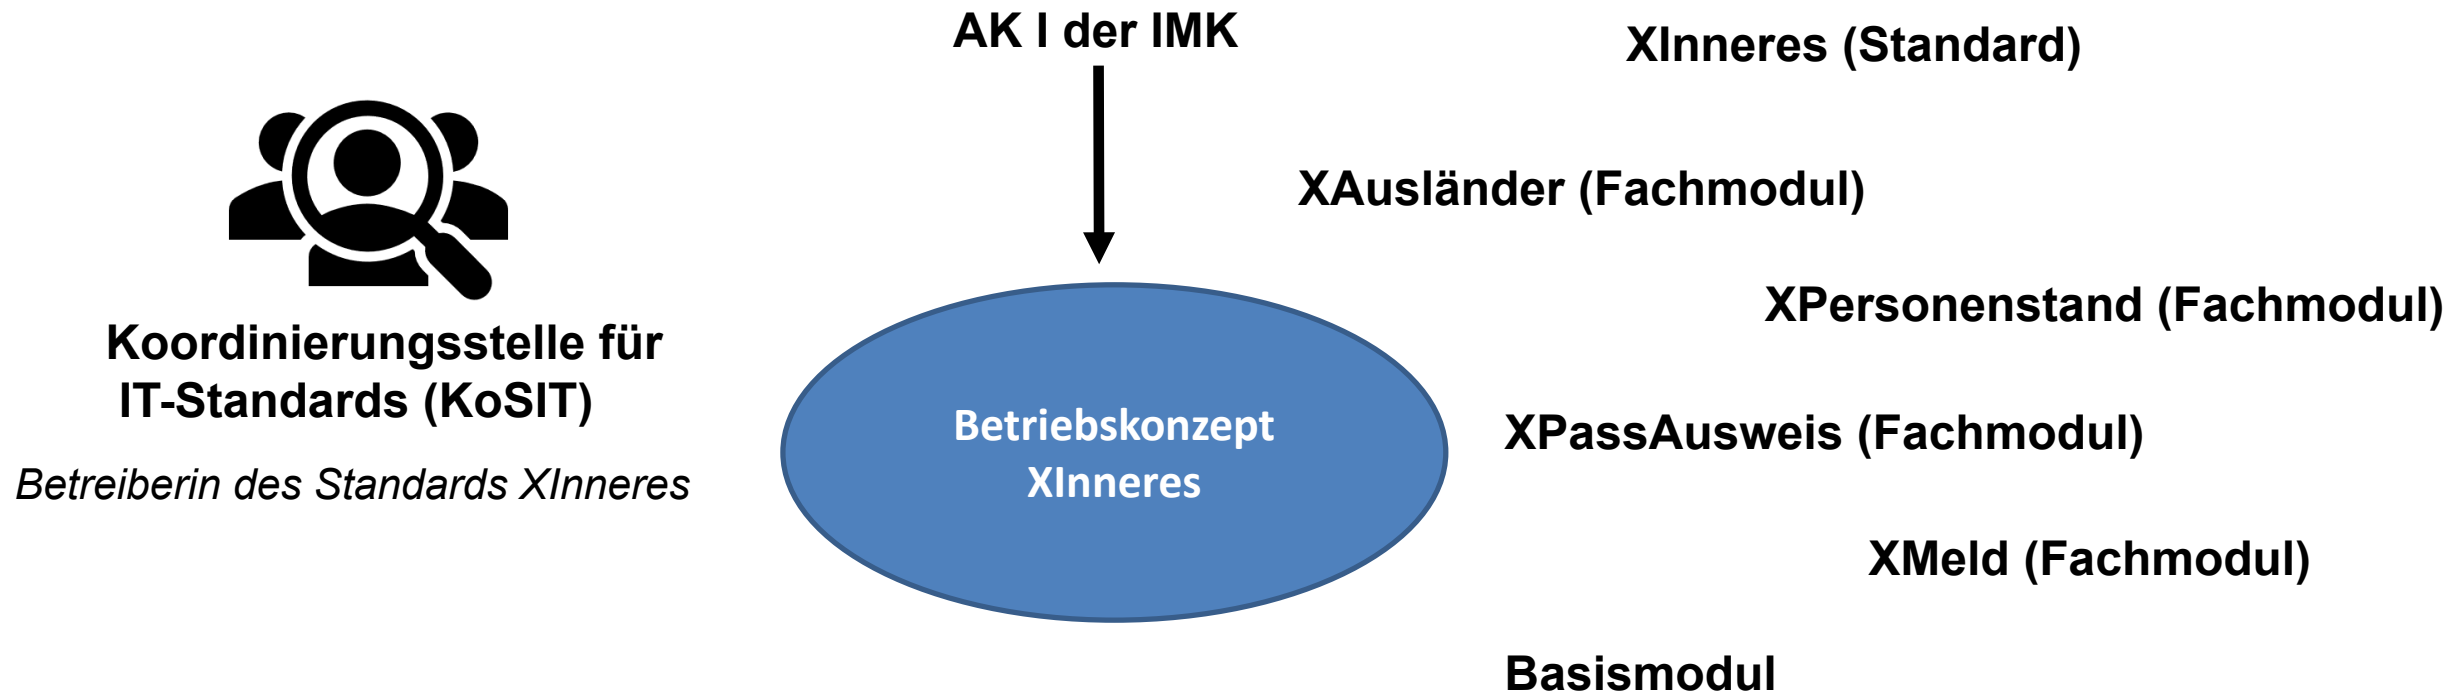 AK I der IMK
XInneres (Standard)
XAusländer (Fachmodul)
XPersonenstand (Fachmodul)
Koordinierungsstelle für
IT-Standards (KoSIT)
Betreiberin des Standards XInneres
Betriebskonzept
XInneres
XPassAusweis (Fachmodul)
XMeld (Fachmodul)
Basismodul